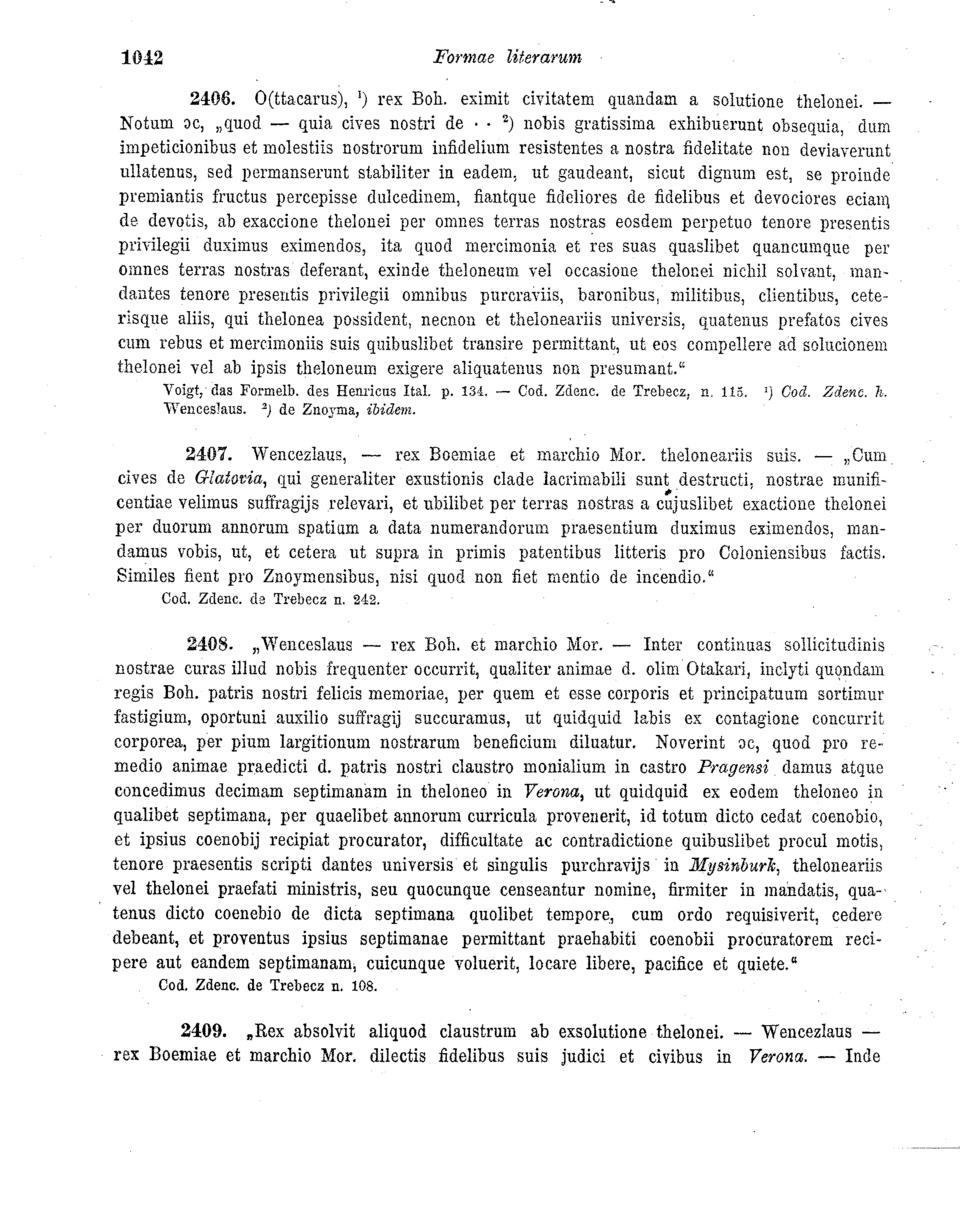 1042 Formae literarum
2406. O(ttacarus), ¹) rex Boh. eximit civitatem quandam a solutione thelonei. —
Notum ɔc, „quod — quia cives nostri de · · ²) nobis gratissima exhibuerunt obsequia, dum
impeticionibus et molestiis nostrorum infidelium resistentes a nostra fidelitate non deviaverunt
ullatenus, sed permanserunt stabiliter in eadem, ut gaudeant, sicut dignum est, se proinde
premiantis fructus percepisse dulcedinem, fiantque fideliores de fidelibus et devociores eciam
de devotis, ab exaccione thelonei per omnes terras nostras eosdem perpetuo tenore presentis
privilegii duximus eximendos, ita quod mercimonia et res suas quaslibet quancumque per
omnes terras nostras deferant, exinde theloneum vel occasione thelonei nichil solvant, man-
dantes tenore presentis privilegii omnibus purcraviis, baronibus, militibus, clientibus, cete-
risque aliis, qui thelonea possident, necnon et theloneariis universis, quatenus prefatos cives
cum rebus et mercimoniis suis quibuslibet transire permittant, ut eos compellere ad solucionem
thelonei vel ab ipsis theloneum exigere aliquatenus non presumant.“
Voigt, das Formelb. des Henricus Ital. p. 134. — Cod. Zdenc. de Trebecz, n. 115. ¹) Cod. Zdenc. h.
Wenceslaus. ²) de Znoyma, ibidem.
2407. Wencezlaus, — rex Boemiae et marchio Mor. theloneariis suis. — „Cum
cives de Glatovia, qui generaliter exustionis clade lacrimabili sunt destructi, nostrae munifi-
centiae velimus suffragijs relevari, et ubilibet per terras nostras a cujuslibet exactione thelonei
per duorum annorum spatium a data numerandorum praesentium duximus eximendos, man-
damus vobis, ut, et cetera ut supra in primis patentibus litteris pro Coloniensibus factis.
Similes fient pro Znoymensibus, nisi quod non fiet mentio de incendio.“
Cod. Zdenc. de Trebecz n. 242.
2408. „Wenceslaus — rex Boh. et marchio Mor. — Inter continuas sollicitudinis
nostrae curas illud nobis frequenter occurrit, qualiter animae d. olim Otakari, inclyti quondam
regis Boh. patris nostri felicis memoriae, per quem et esse corporis et principatuum sortimur
fastigium, oportuni auxilio suffragij succuramus, ut quidquid labis ex contagione concurrit
corporea, per pium largitionum nostrarum beneficium diluatur. Noverint ɔc, quod pro re-
medio animae praedicti d. patris nostri claustro monialium in castro Pragensi damus atque
concedimus decimam septimanam in theloneo in Verona, ut quidquid ex eodem theloneo in
qualibet septimana, per quaelibet annorum curricula provenerit, id totum dicto cedat coenobio,
et ipsius coenobij recipiat procurator, difficultate ac contradictione quibuslibet procul motis,
tenore praesentis scripti dantes universis et singulis purchravijs in Mysinburk, theloneariis
vel thelonei praefati ministris, seu quocunque censeantur nomine, firmiter in mandatis, qua-
tenus dicto coenebio de dicta septimana quolibet tempore, cum ordo requisiverit, cedere
debeant, et proventus ipsius septimanae permittant praehabiti coenobii procuratorem reci-
pere aut eandem septimanam, cuicunque voluerit, locare libere, pacifice et quiete.“
Cod. Zdenc. de Trebecz n. 108.
2409. „Rex absolvit aliquod claustrum ab exsolutione thelonei. — Wencezlaus —
rex Boemiae et marchio Mor. dilectis fidelibus suis judici et civibus in Verona. — Inde